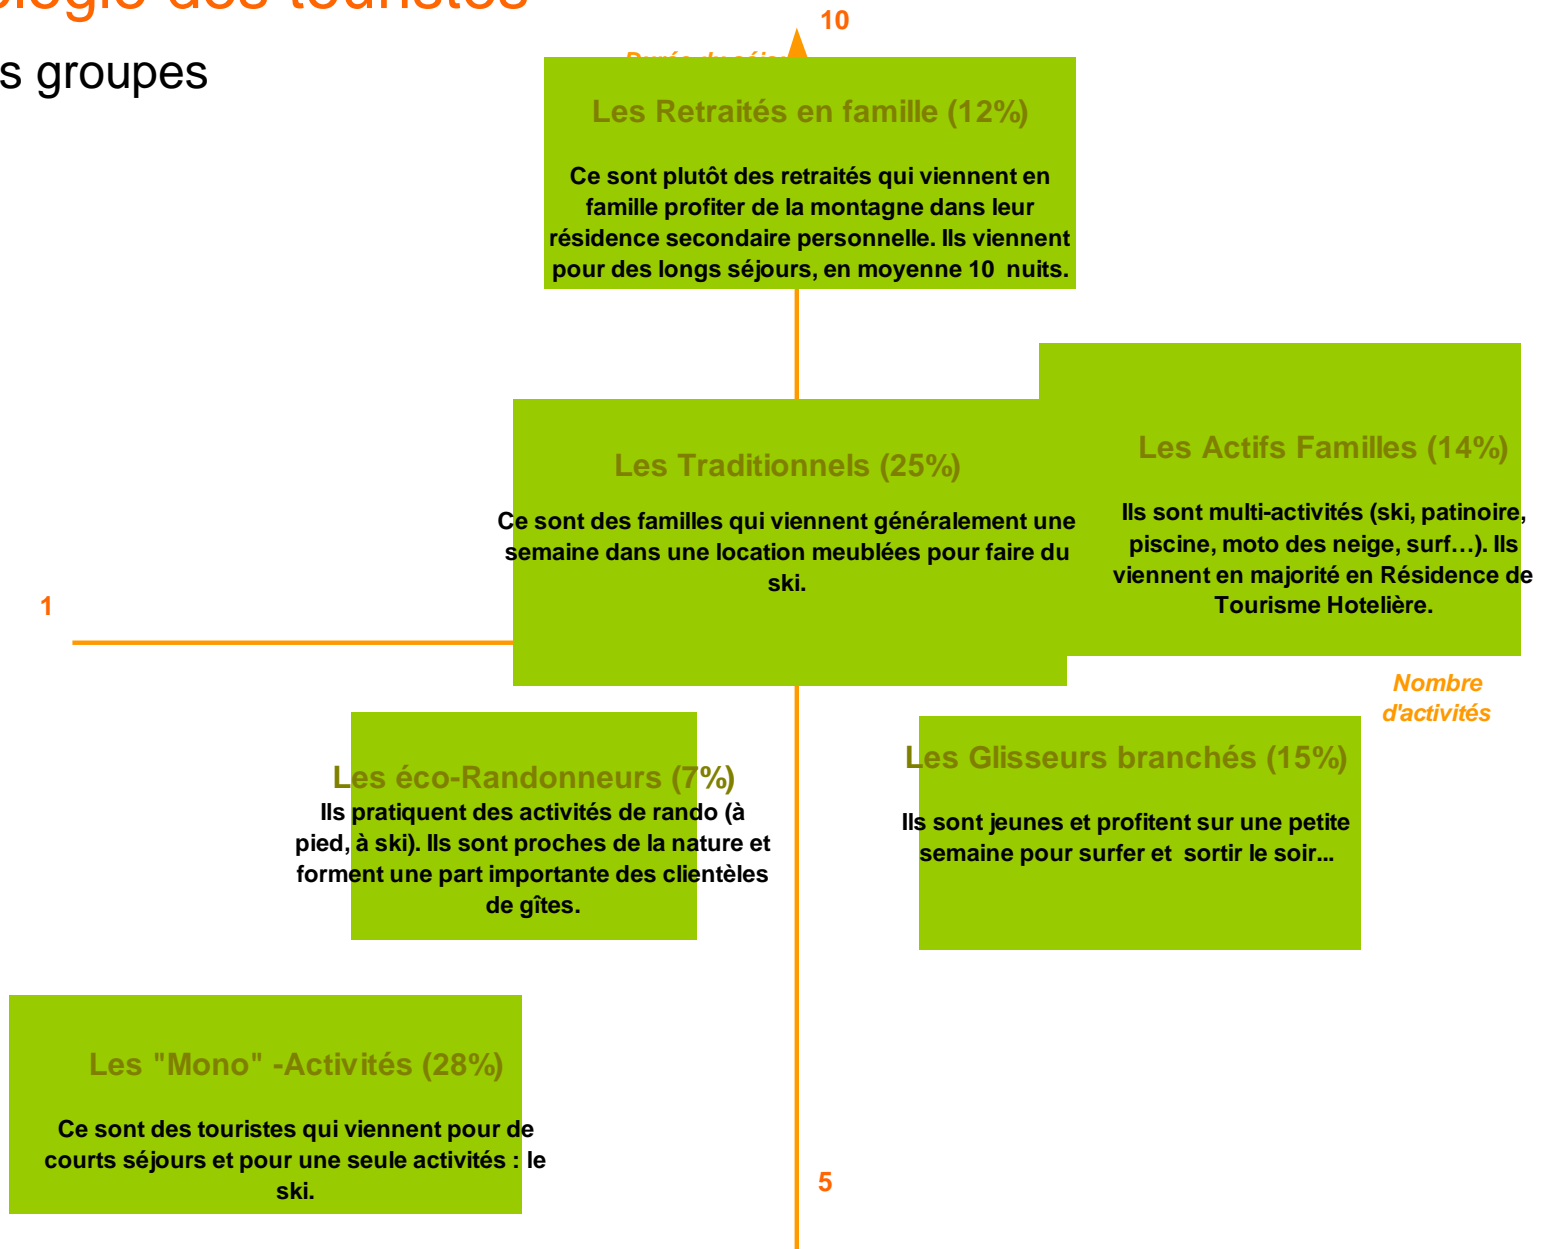 des touristes
groupes
10
Les Retraités en famille (12%)
Ce sont plutôt des retraités qui viennent en
famille profiter de la montagne dans leur
résidence secondaire personnelle. Ils viennent
pour des longs séjours, en moyenne 10 nuits.
Les Traditionnels (25%)
Ce sont des familles qui viennent généralement une
semaine dans une location meublées pour faire du
ski.
Les Actifs Familles (14%)
Ils sont multi-activités (ski, patinoire,
piscine, moto des neige, surf…). Ils
viennent en majorité en Résidence de
Tourisme Hotelière.
1
Nombre
d'activités
Les éco-Randonneurs (7%)
Ils pratiquent des activités de rando (à
pied, à ski). Ils sont proches de la nature et
forment une part importante des clientèles
de gîtes.
Les Glisseurs branchés (15%)
Ils sont jeunes et profitent sur une petite
semaine pour surfer et sortir le soir...
Les "Mono" -Activités (28%)
Ce sont des touristes qui viennent pour de
courts séjours et pour une seule activités : le
ski.
5